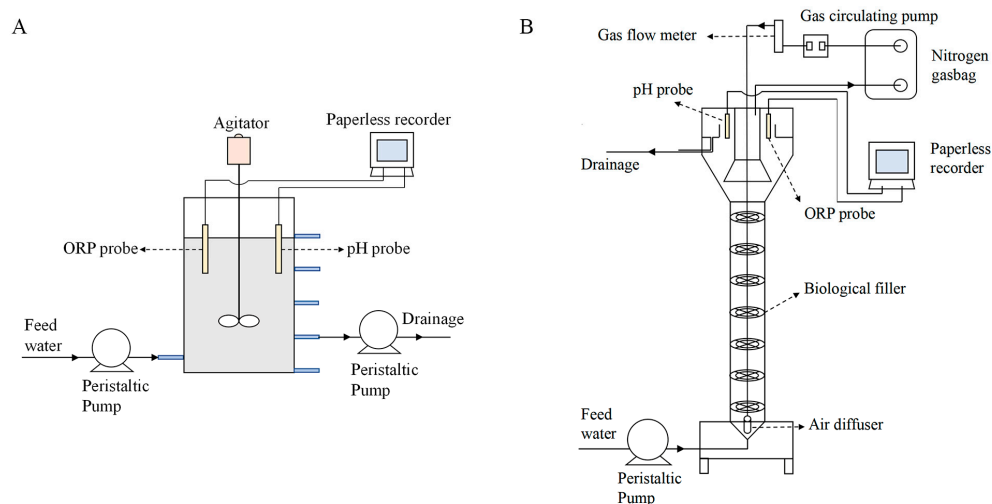 A
Agitator
Paperless recorder
ORP probe
pH probe
Feed
water
Peristaltic
Pump
Drainage
Peristaltic
Pump
B
Gas circulating pump
Gas flow meter
Nitrogen
gasbag
pH probe
Drainage
Paperless
recorder
ORP probe
Biological filler
Feed
water
Air diffuser
Peristaltic
Pump